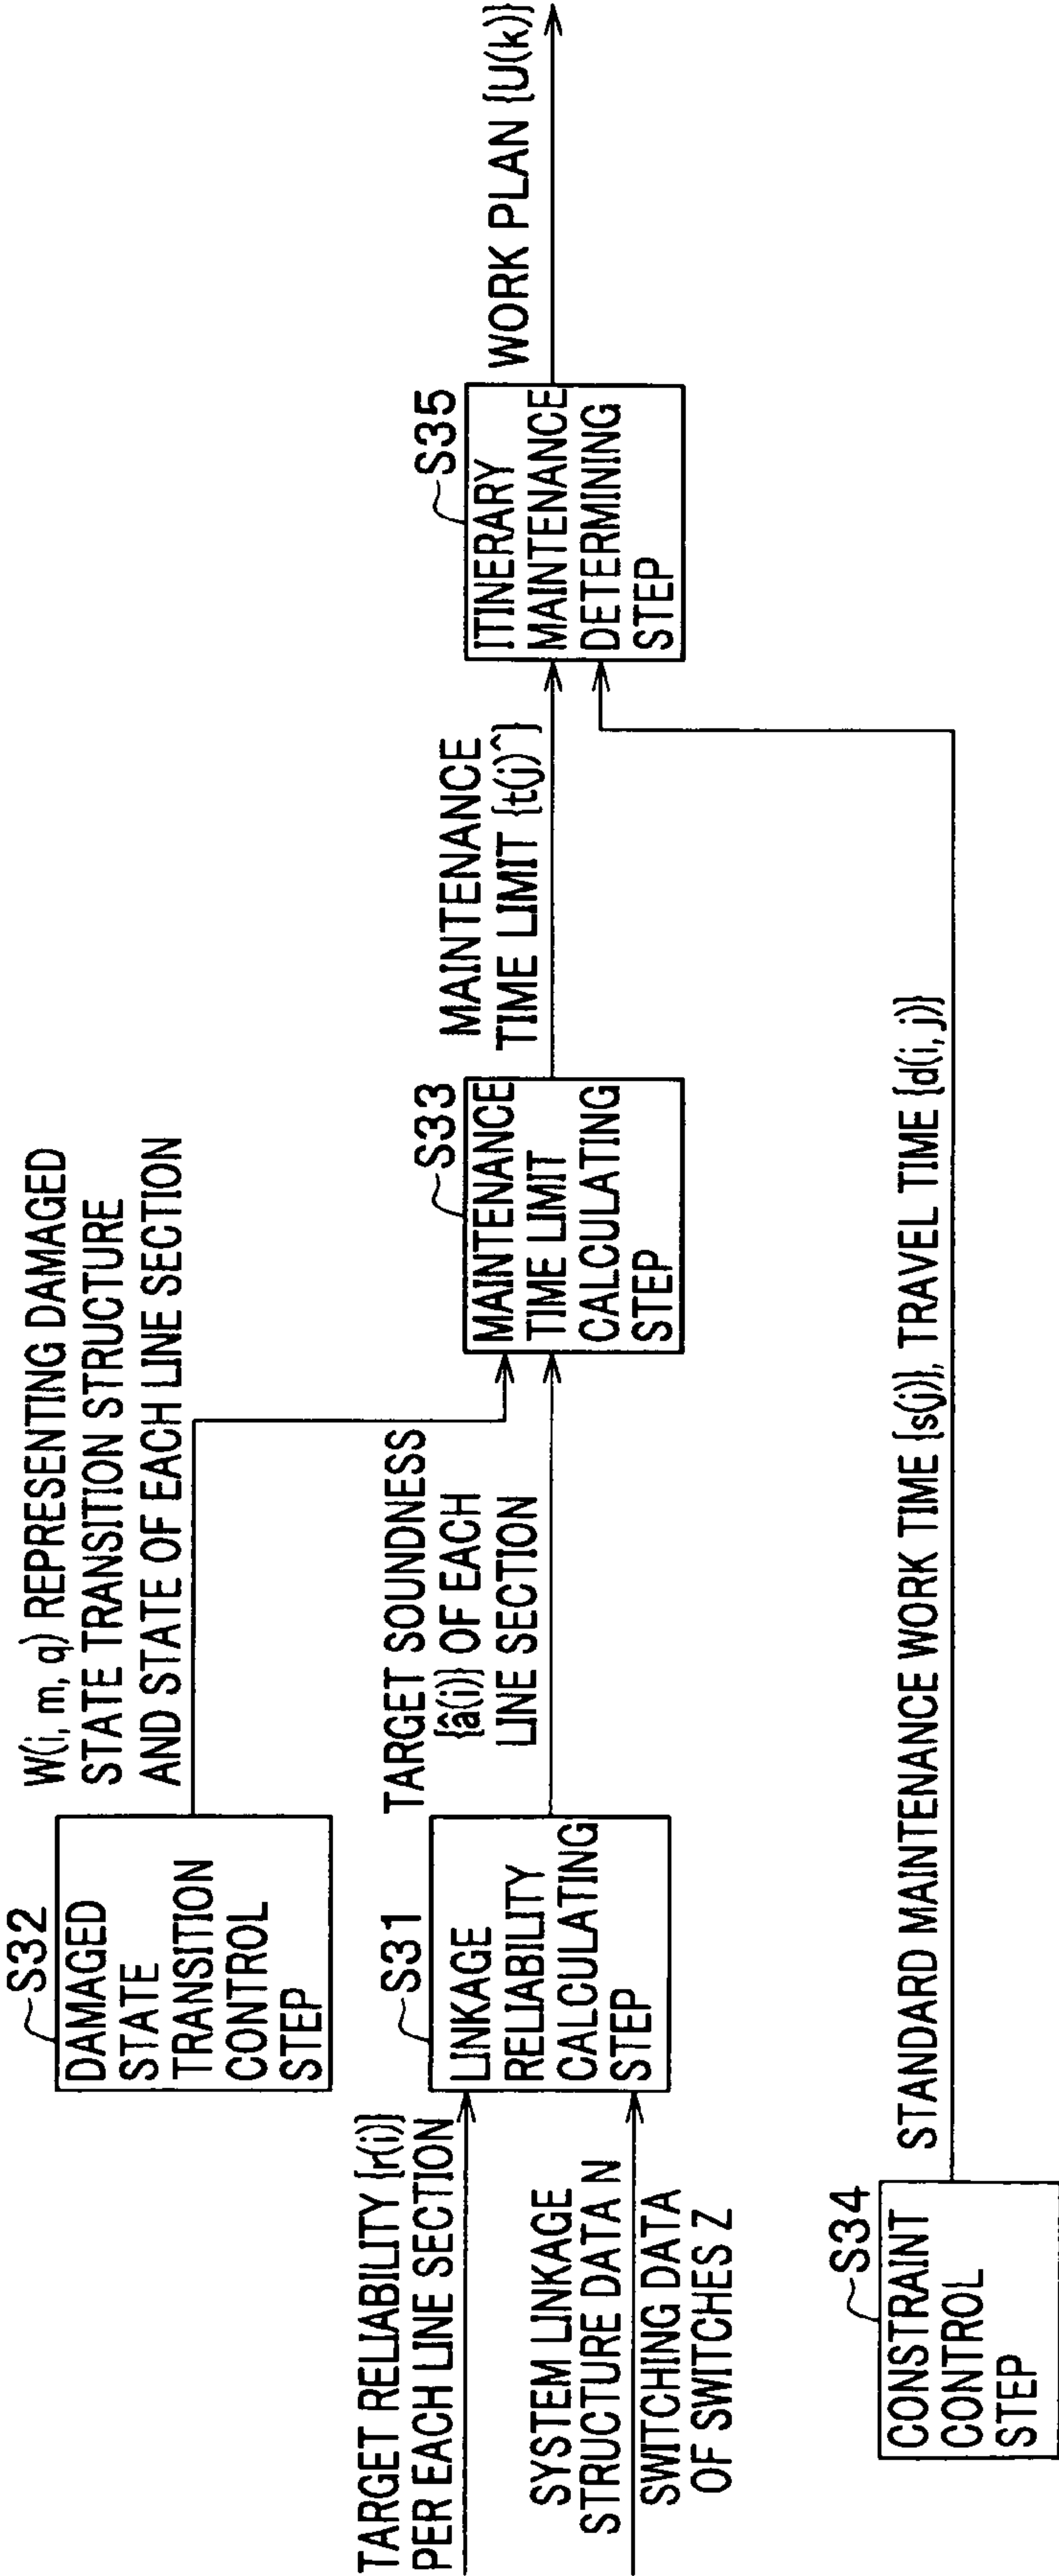 S32
DAMAGED
STATE
TRANSITION
CONTROL
STEP
W(i, m, q) REPRESENTING DAMAGED
STATE TRANSITION STRUCTURE
AND STATE OF EACH LINE SECTION
TARGET RELIABILITY {r(i)}
PER EACH LINE SECTION
SYSTEM LINKAGE
STRUCTURE DATA N
SWITCHING DATA
OF SWITCHES Z
S31
LINKAGE
RELIABILITY
CALCULATING
STEP
TARGET SOUNDNESS
{â(i)} OF EACH
LINE SECTION
S33
MAINTENANCE
TIME LIMIT
CALCULATING
STEP
MAINTENANCE
TIME LIMIT {t(j)^}
S35
ITINERARY
MAINTENANCE
DETERMINING
STEP
WORK PLAN {U(k)}
S34
CONSTRAINT
CONTROL
STEP
STANDARD MAINTENANCE WORK TIME {s(j)}, TRAVEL TIME {d(i, j)}